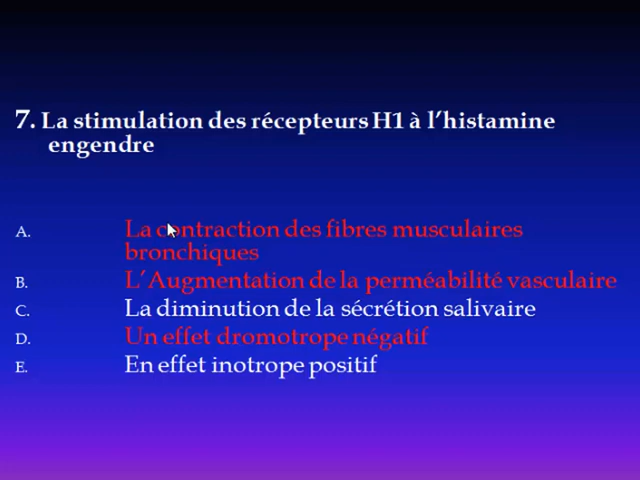 7. La stimulation des récepteurs H1 à l’histamine
engendre
A. La contraction des fibres musculaires
bronchiques
B. L’Augmentation de la perméabilité vasculaire
C. La diminution de la sécrétion salivaire
D. Un effet dromotrope négatif
E. En effet inotrope positif